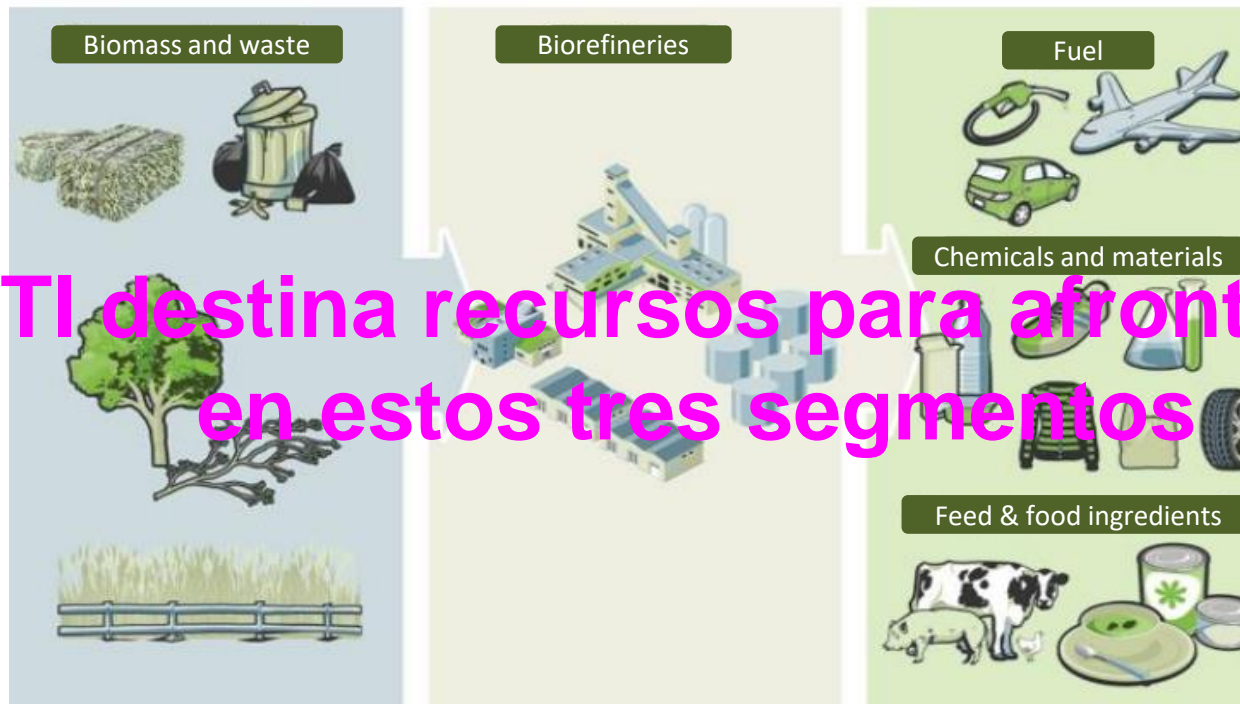 Biomass and waste
Biorefineries
Fuel
Chemicals and materials
TI destina recursos para
en estos tres segmentos
Feed & food ingredients